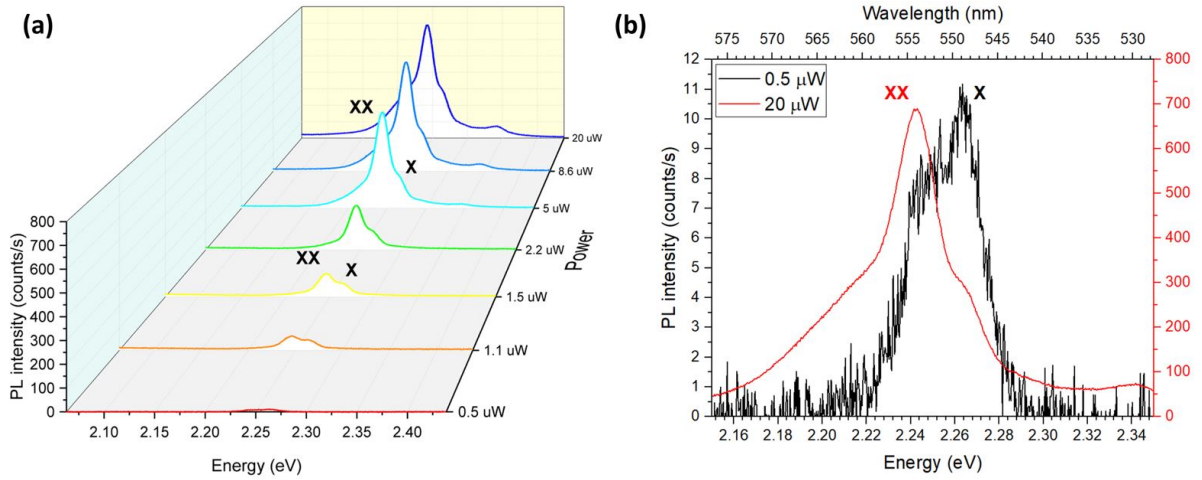 (a)
XX
X
20 uW
8.6 uW
5 uW
2.2 uW
1.5 uW
1.1 uW
0.5 uW
Power
XX
X
800
700
600
500
400
300
200
100
0
PL intensity (counts/s)
2.10 2.15 2.20 2.25 2.30 2.35 2.40
Energy (eV)
(b)
Wavelength (nm)
575 570 565 560 555 550 545 540 535 530
0.5 μW
20 μW
XX
X
12
11
10
9
8
7
6
5
4
3
2
1
0
PL intensity (counts/s)
800
700
600
500
400
300
200
100
0
PL intensity (counts/s)
2.16 2.18 2.20 2.22 2.24 2.26 2.28 2.30 2.32 2.34
Energy (eV)